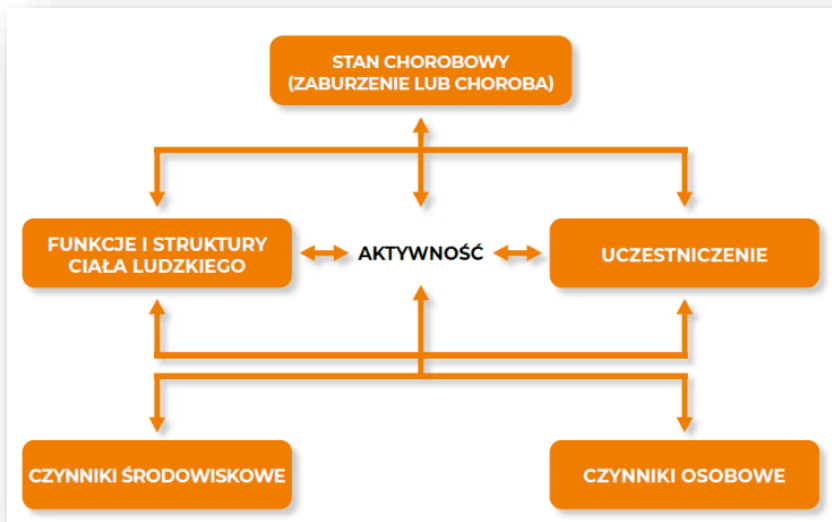 STAN CHOROBOWY
(ZABURZENIE LUB CHOROBA)
FUNKCJE I STRUKTURY
CIAŁA LUDZKIEGO
AKTYWNOŚĆ
UCZESTNICZENIE
CZYNNIKI ŚRODOWISKOWE
CZYNNIKI OSOBOWE